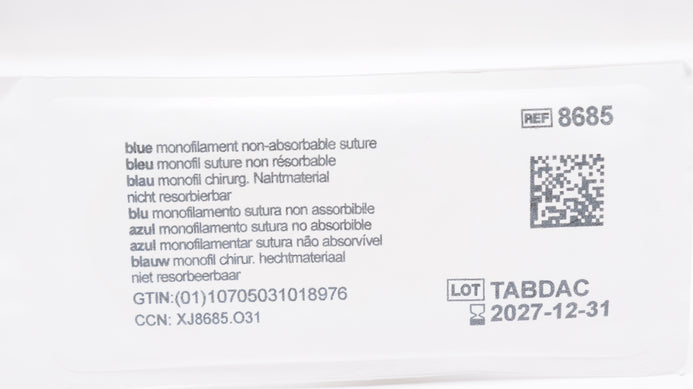 REF 8685
blue monofilament non-absorbable suture
bleu monofil suture non résorbable
blau monofil chirurg. Nahtmaterial
nicht resorbierbar
blu monofilamento sutura non assorbibile
azul monofilamento sutura no absorbible
azul monofilamentar sutura não absorvível
blauw monofil chirur. hechtmateriaal
niet resorbeerbaar
GTIN:(01)10705031018976
CCN: XJ8685.O31
LOT TABDAC
2027-12-31